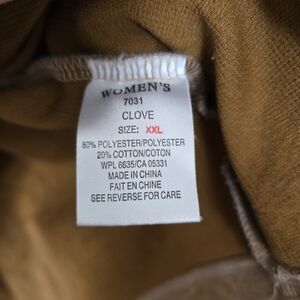 WOMEN'S
7031
CLOVE
SIZE: XXL
80% POLYESTER/POLYESTER
20% COTTON/COTON
WPL 6635/CA 05331
MADE IN CHINA
FAIT EN CHINE
SEE REVERSE FOR CARE